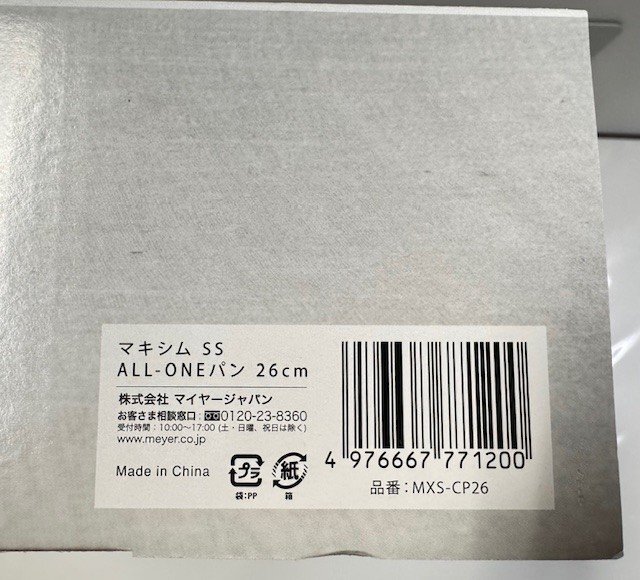 マキシム SS
ALL-ONEパン 26cm
株式会社 マイヤージャパン
お客さま相談窓口:0120-23-8360
受付時間:10:00~17:00 (土・日曜、祝日は除く)
www.meyer.co.jp
Made in China
プラ
袋:PP
紙
箱
4 976667 771200
品番:MXS-CP26